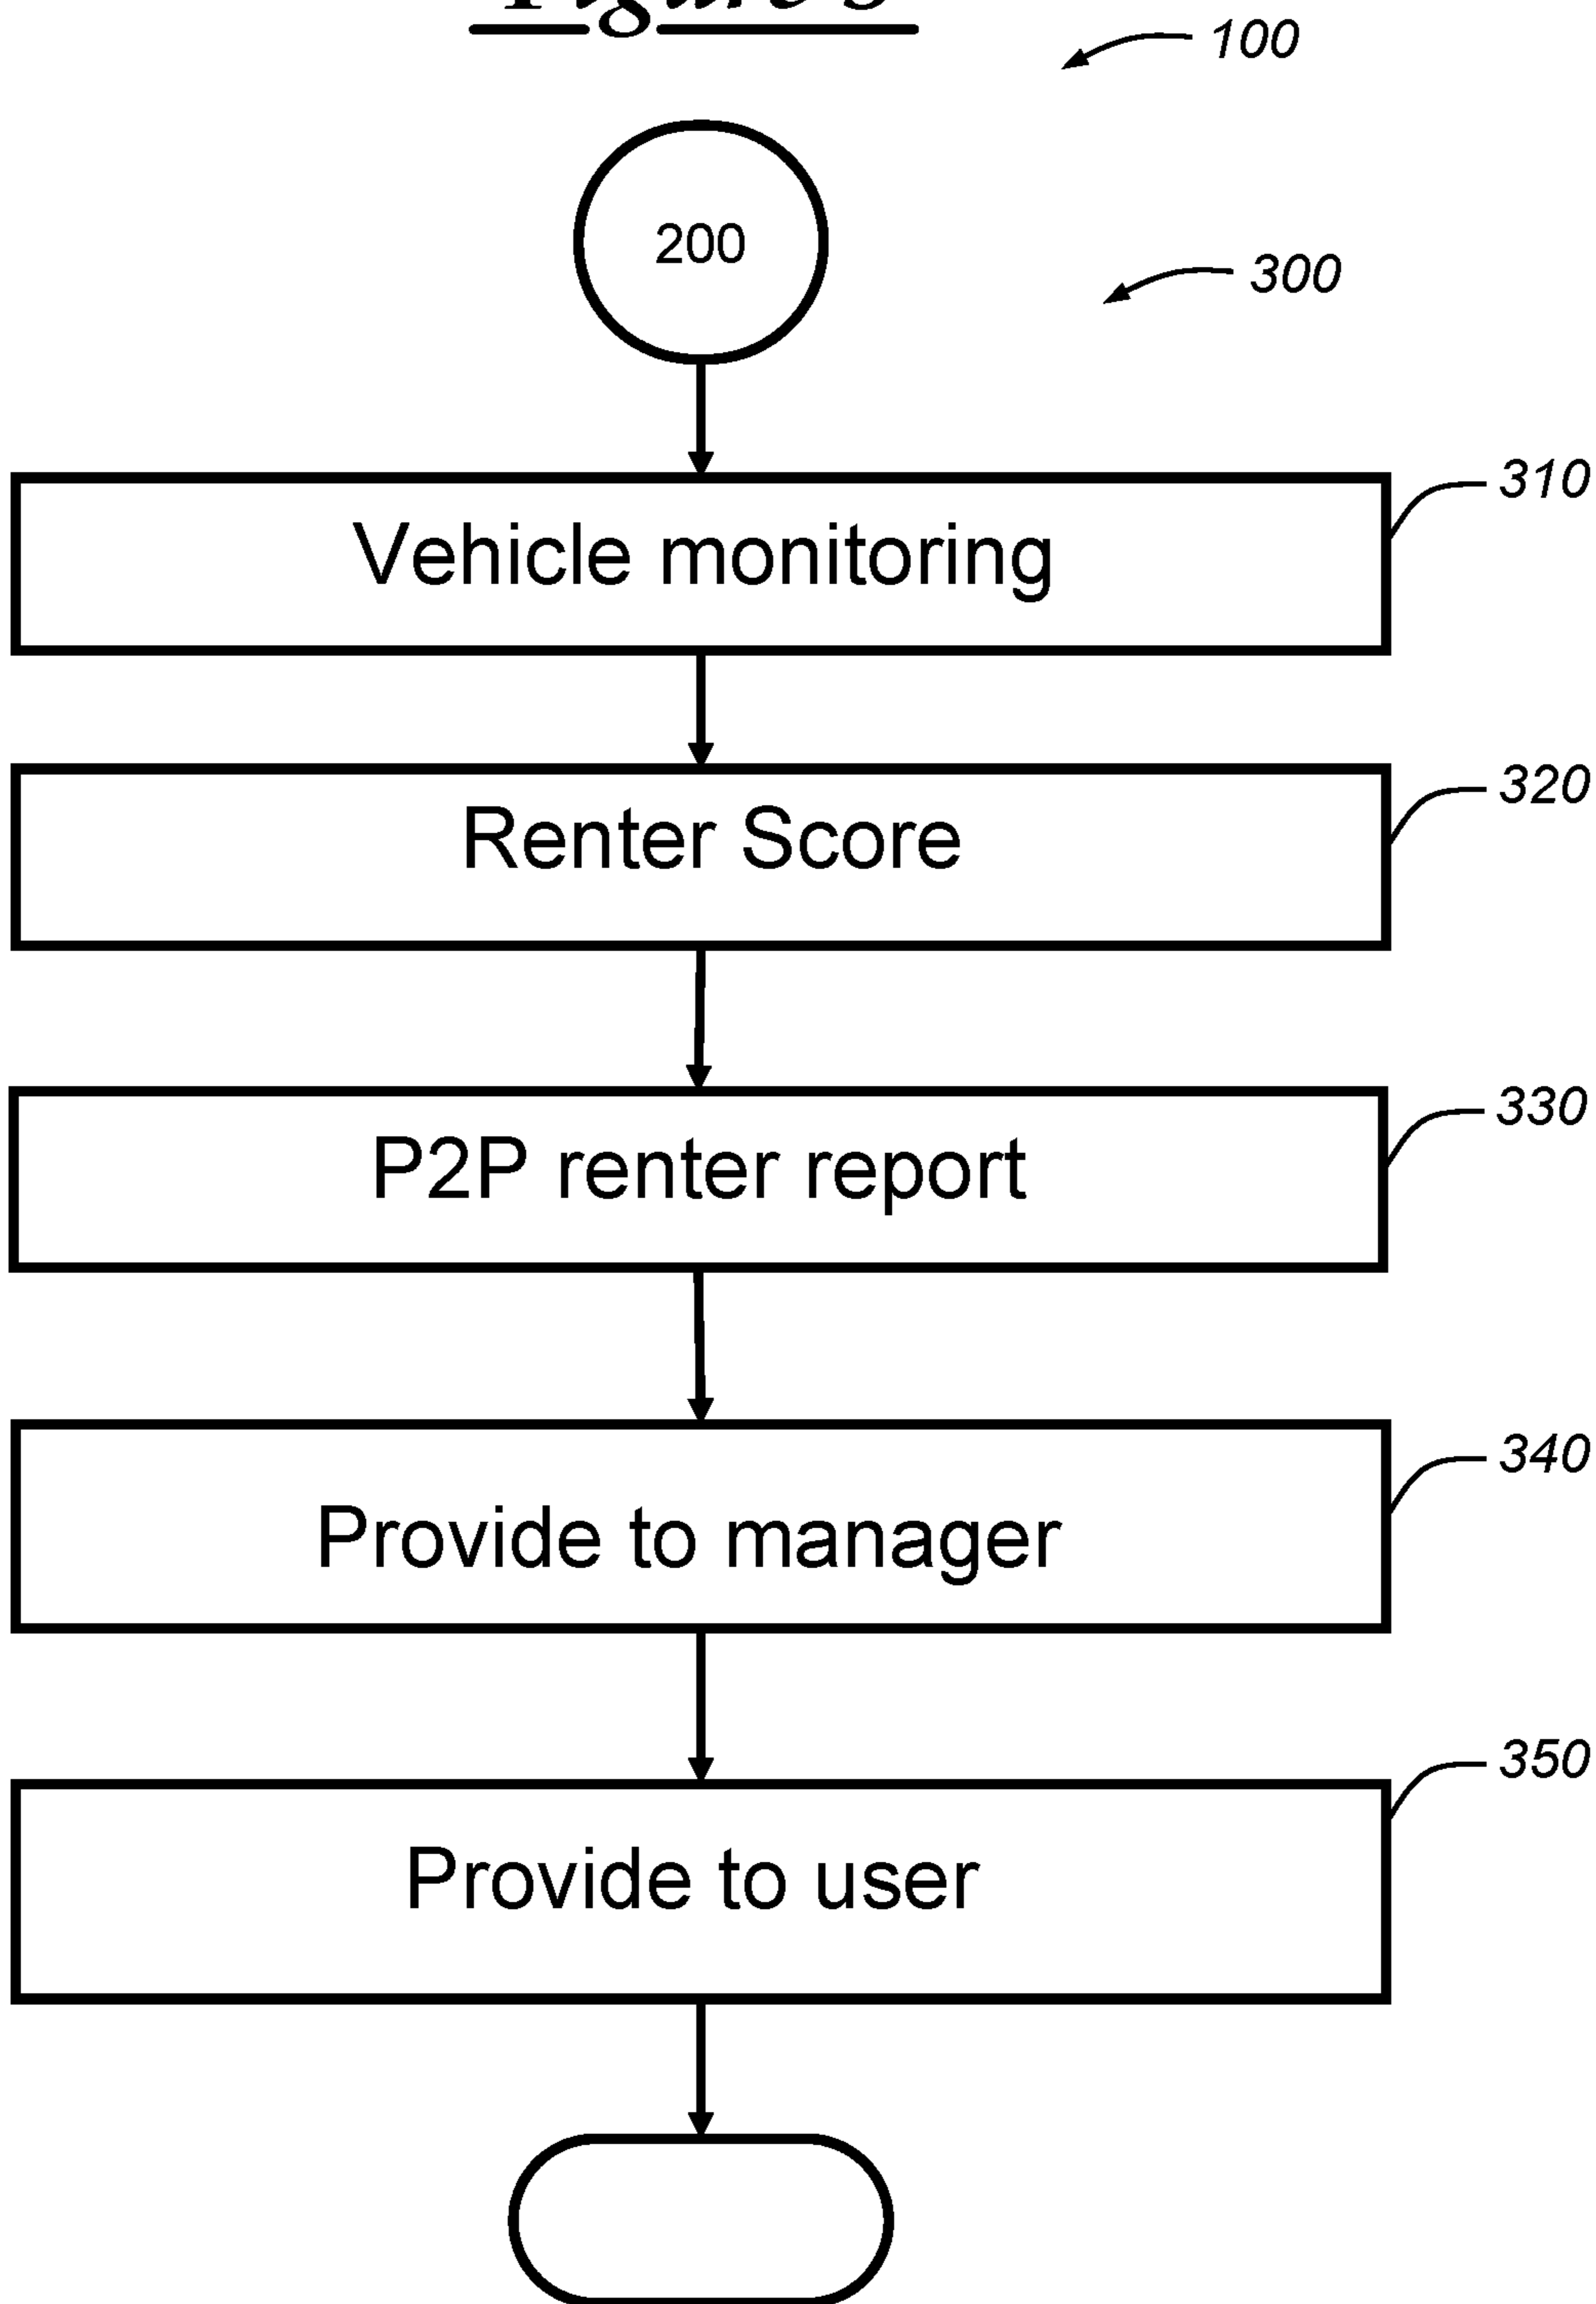 100
200
300
310
Vehicle monitoring
320
Renter Score
330
P2P renter report
340
Provide to manager
350
Provide to user